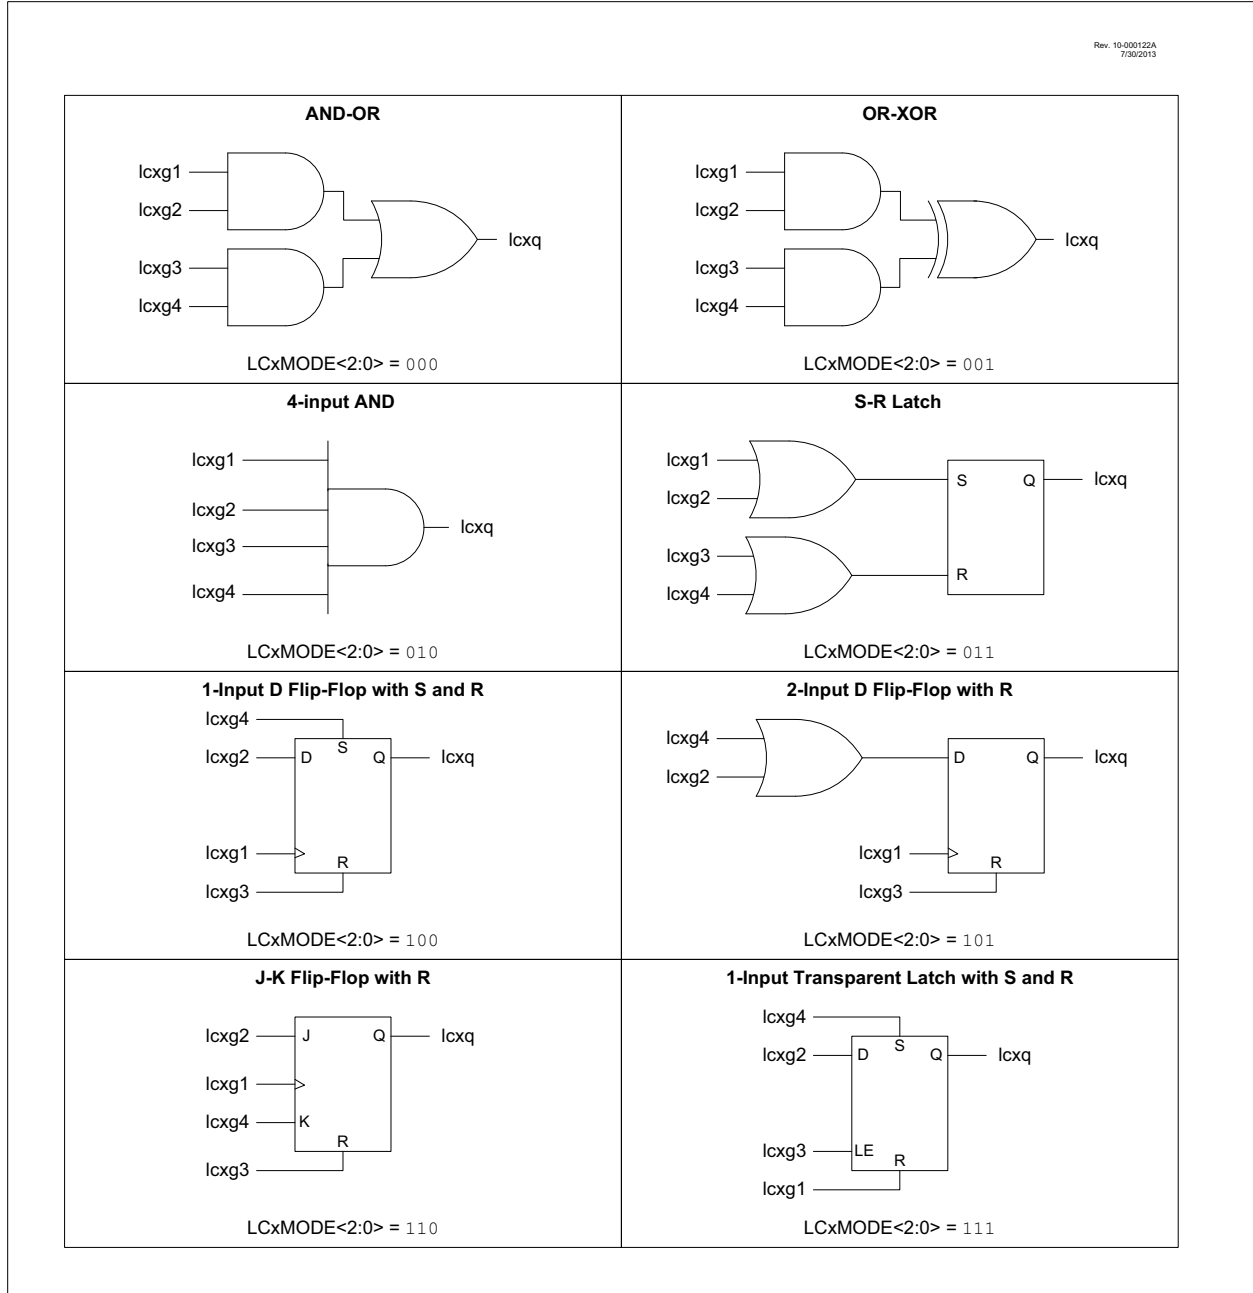 Rev. 10-000122A
7/30/2013
AND-OR
lcxg1
lcxg2
lcxg3
lcxg4
lcxq
LCxMODE<2:0> = 000
OR-XOR
lcxg1
lcxg2
lcxg3
lcxg4
lcxq
LCxMODE<2:0> = 001
4-input AND
lcxg1
lcxg2
lcxg3
lcxg4
lcxq
LCxMODE<2:0> = 010
S-R Latch
lcxg1
lcxg2
lcxg3
lcxg4
S
Q
lcxq
R
LCxMODE<2:0> = 011
1-Input D Flip-Flop with S and R
lcxg4
S
lcxg2
D
Q
lcxq
lcxg1
R
lcxg3
LCxMODE<2:0> = 100
2-Input D Flip-Flop with R
lcxg4
lcxg2
D
Q
lcxq
lcxg1
R
lcxg3
LCxMODE<2:0> = 101
J-K Flip-Flop with R
lcxg2
J
Q
lcxq
lcxg1
lcxg4
K
R
lcxg3
LCxMODE<2:0> = 110
1-Input Transparent Latch with S and R
lcxg4
S
lcxg2
D
Q
lcxq
lcxg3
LE
R
lcxg1
LCxMODE<2:0> = 111